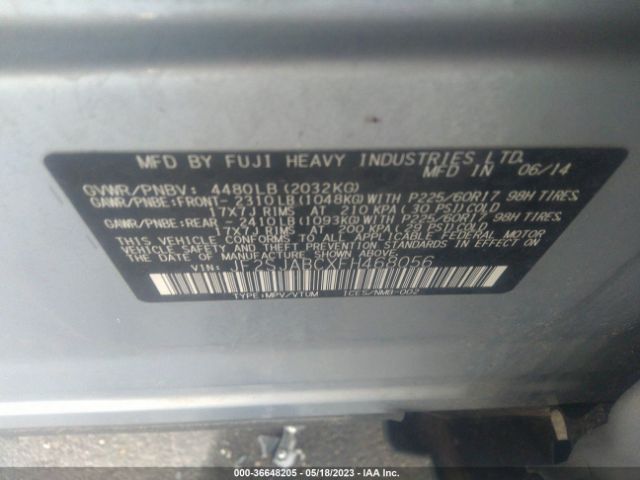 MFD BY FUJI HEAVY INDUSTRIES LTD.
MFD IN 06/14
GVWR/PNBV: 4480LB (2032KG)
GAWR/PNBE:FRONT-2310LB(1048KG)WITH P225/60R17 98H TIRES,
17X7J RIMS AT 210 KPA(30 PSI)COLD
GAWR/PNBE:REAR -2410LB(1093KG)WITH P225/60R17 98H TIRES,
17X7J RIMS AT 200 KPA(29 PSI)COLD
THIS VEHICLE CONFORMS TO ALL APPLICABLE FEDERAL MOTOR
VEHICLE SAFETY AND THEFT PREVENTION STANDARDS IN
EFFECT ON THE DATE OF MANUFACTURE SHOWN ABOVE.
VIN: JF2SJABCXFH468056
TYPE:MPV/VTUM ICES/NMB-002
000-36648205 - 05/18/2023 - IAA Inc.